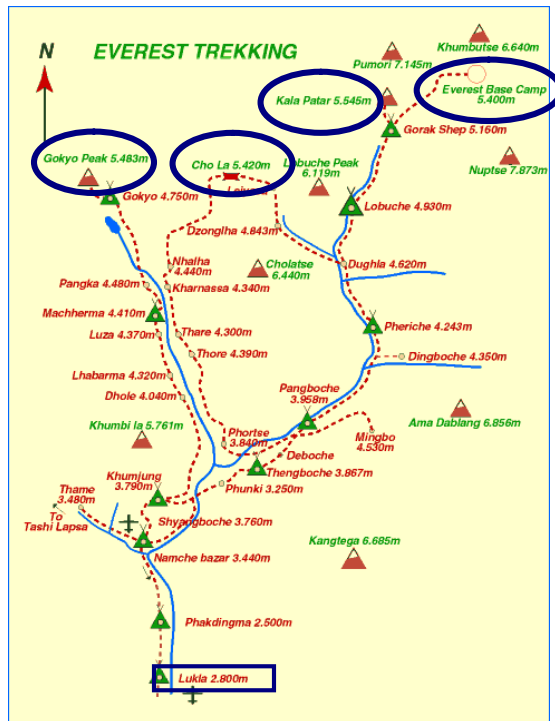 N
EVEREST TREKKING
Khumbutse 6.640m
Pumori 7.145m
Kala Patar 5.545m
Everest Base Camp
5.400m
Gorak Shep 5.160m
Gokyo Peak 5.483m
Cho La 5.420m
Lobuche Peak
6.119m
Nuptse 7.873m
Gokyo 4.750m
Lobuche 4.930m
Dzonglha 4.843m
Nhalha
4.440m
Cholatse
6.440m
Dughla 4.620m
Pangka 4.480m
Kharnassa 4.340m
Machherma 4.410m
Luza 4.370m
Thare 4.300m
Pheriche 4.243m
Thore 4.390m
Dingboche 4.350m
Lhabarma 4.320m
Dhole 4.040m
Pangboche
3.958m
Khumbi la 5.761m
Phortse
3.840m
Ama Dablang 6.856m
Mingbo
4.530m
Deboche
Thengboche 3.867m
Khumjung
3.790m
Phunki 3.250m
Thame
3.480m
To
Tashi Lapsa
Shyangboche 3.760m
Kangtega 6.685m
Namche bazar 3.440m
Phakdingma 2.500m
Lukla 2.800m